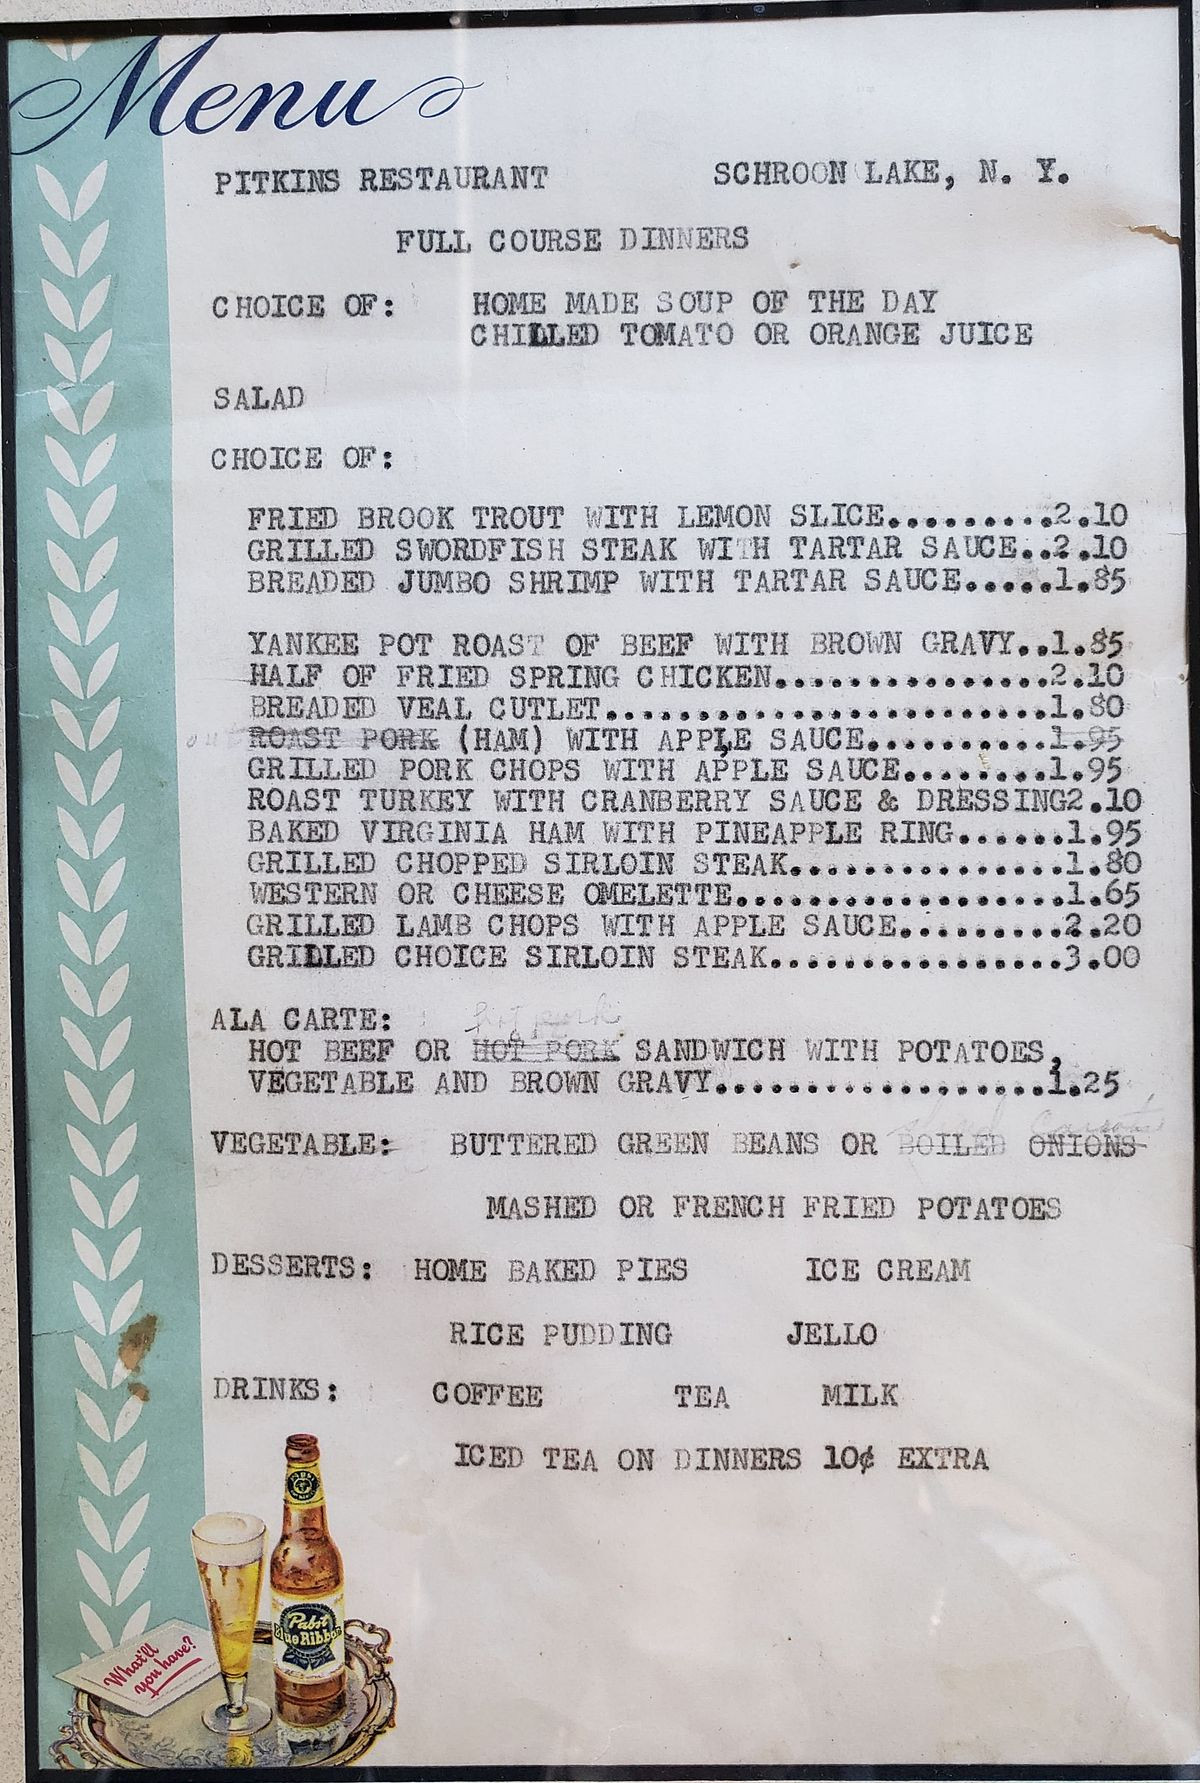 Menu
PITKINS RESTAURANT SCHROON LAKE, N. Y.
FULL COURSE DINNERS
CHOICE OF: HOME MADE SOUP OF THE DAY
CHILLED TOMATO OR ORANGE JUICE
SALAD
CHOICE OF:
FRIED BROOK TROUT WITH LEMON SLICE.........2.10
GRILLED SWORDFISH STEAK WITH TARTAR SAUCE..2.10
BREADED JUMBO SHRIMP WITH TARTAR SAUCE.....1.85
YANKEE POT ROAST OF BEEF WITH BROWN GRAVY..1.85
HALF OF FRIED SPRING CHICKEN...............2.10
BREADED VEAL CUTLET........................1.80
out ROAST PORK (HAM) WITH APPLE SAUCE..........1.95
GRILLED PORK CHOPS WITH APPLE SAUCE........1.95
ROAST TURKEY WITH CRANBERRY SAUCE & DRESSING2.10
BAKED VIRGINIA HAM WITH PINEAPPLE RING......1.95
GRILLED CHOPPED SIRLOIN STEAK...............1.80
WESTERN OR CHEESE OMELETTE..................1.65
GRILLED LAMB CHOPS WITH APPLE SAUCE.........2.20
GRILLED CHOICE SIRLOIN STEAK................3.00
ALA CARTE: hot pork
HOT BEEF OR HOT PORK SANDWICH WITH POTATOES,
VEGETABLE AND BROWN GRAVY..................1.25
Carrots
VEGETABLE: BUTTERED GREEN BEANS OR BOILED ONIONS
MASHED OR FRENCH FRIED POTATOES
DESSERTS: HOME BAKED PIES ICE CREAM
RICE PUDDING JELLO
DRINKS: COFFEE TEA MILK
ICED TEA ON DINNERS 10¢ EXTRA
What'll you have?
Pabst
Blue Ribbon